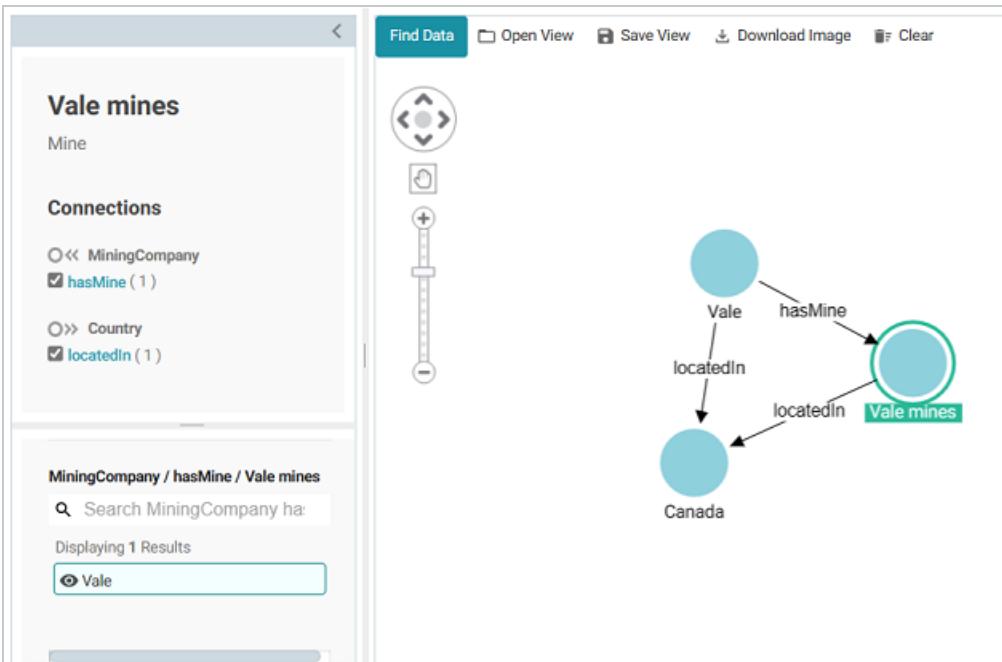 Find Data Open View Save View Download Image Clear
Vale mines
Mine
Connections
MiningCompany
hasMine ( 1 )
Country
locatedIn ( 1 )
MiningCompany / hasMine / Vale mines
Search MiningCompany ha
Displaying 1 Results
Vale
Vale
hasMine
locatedIn
Vale mines
locatedIn
Canada